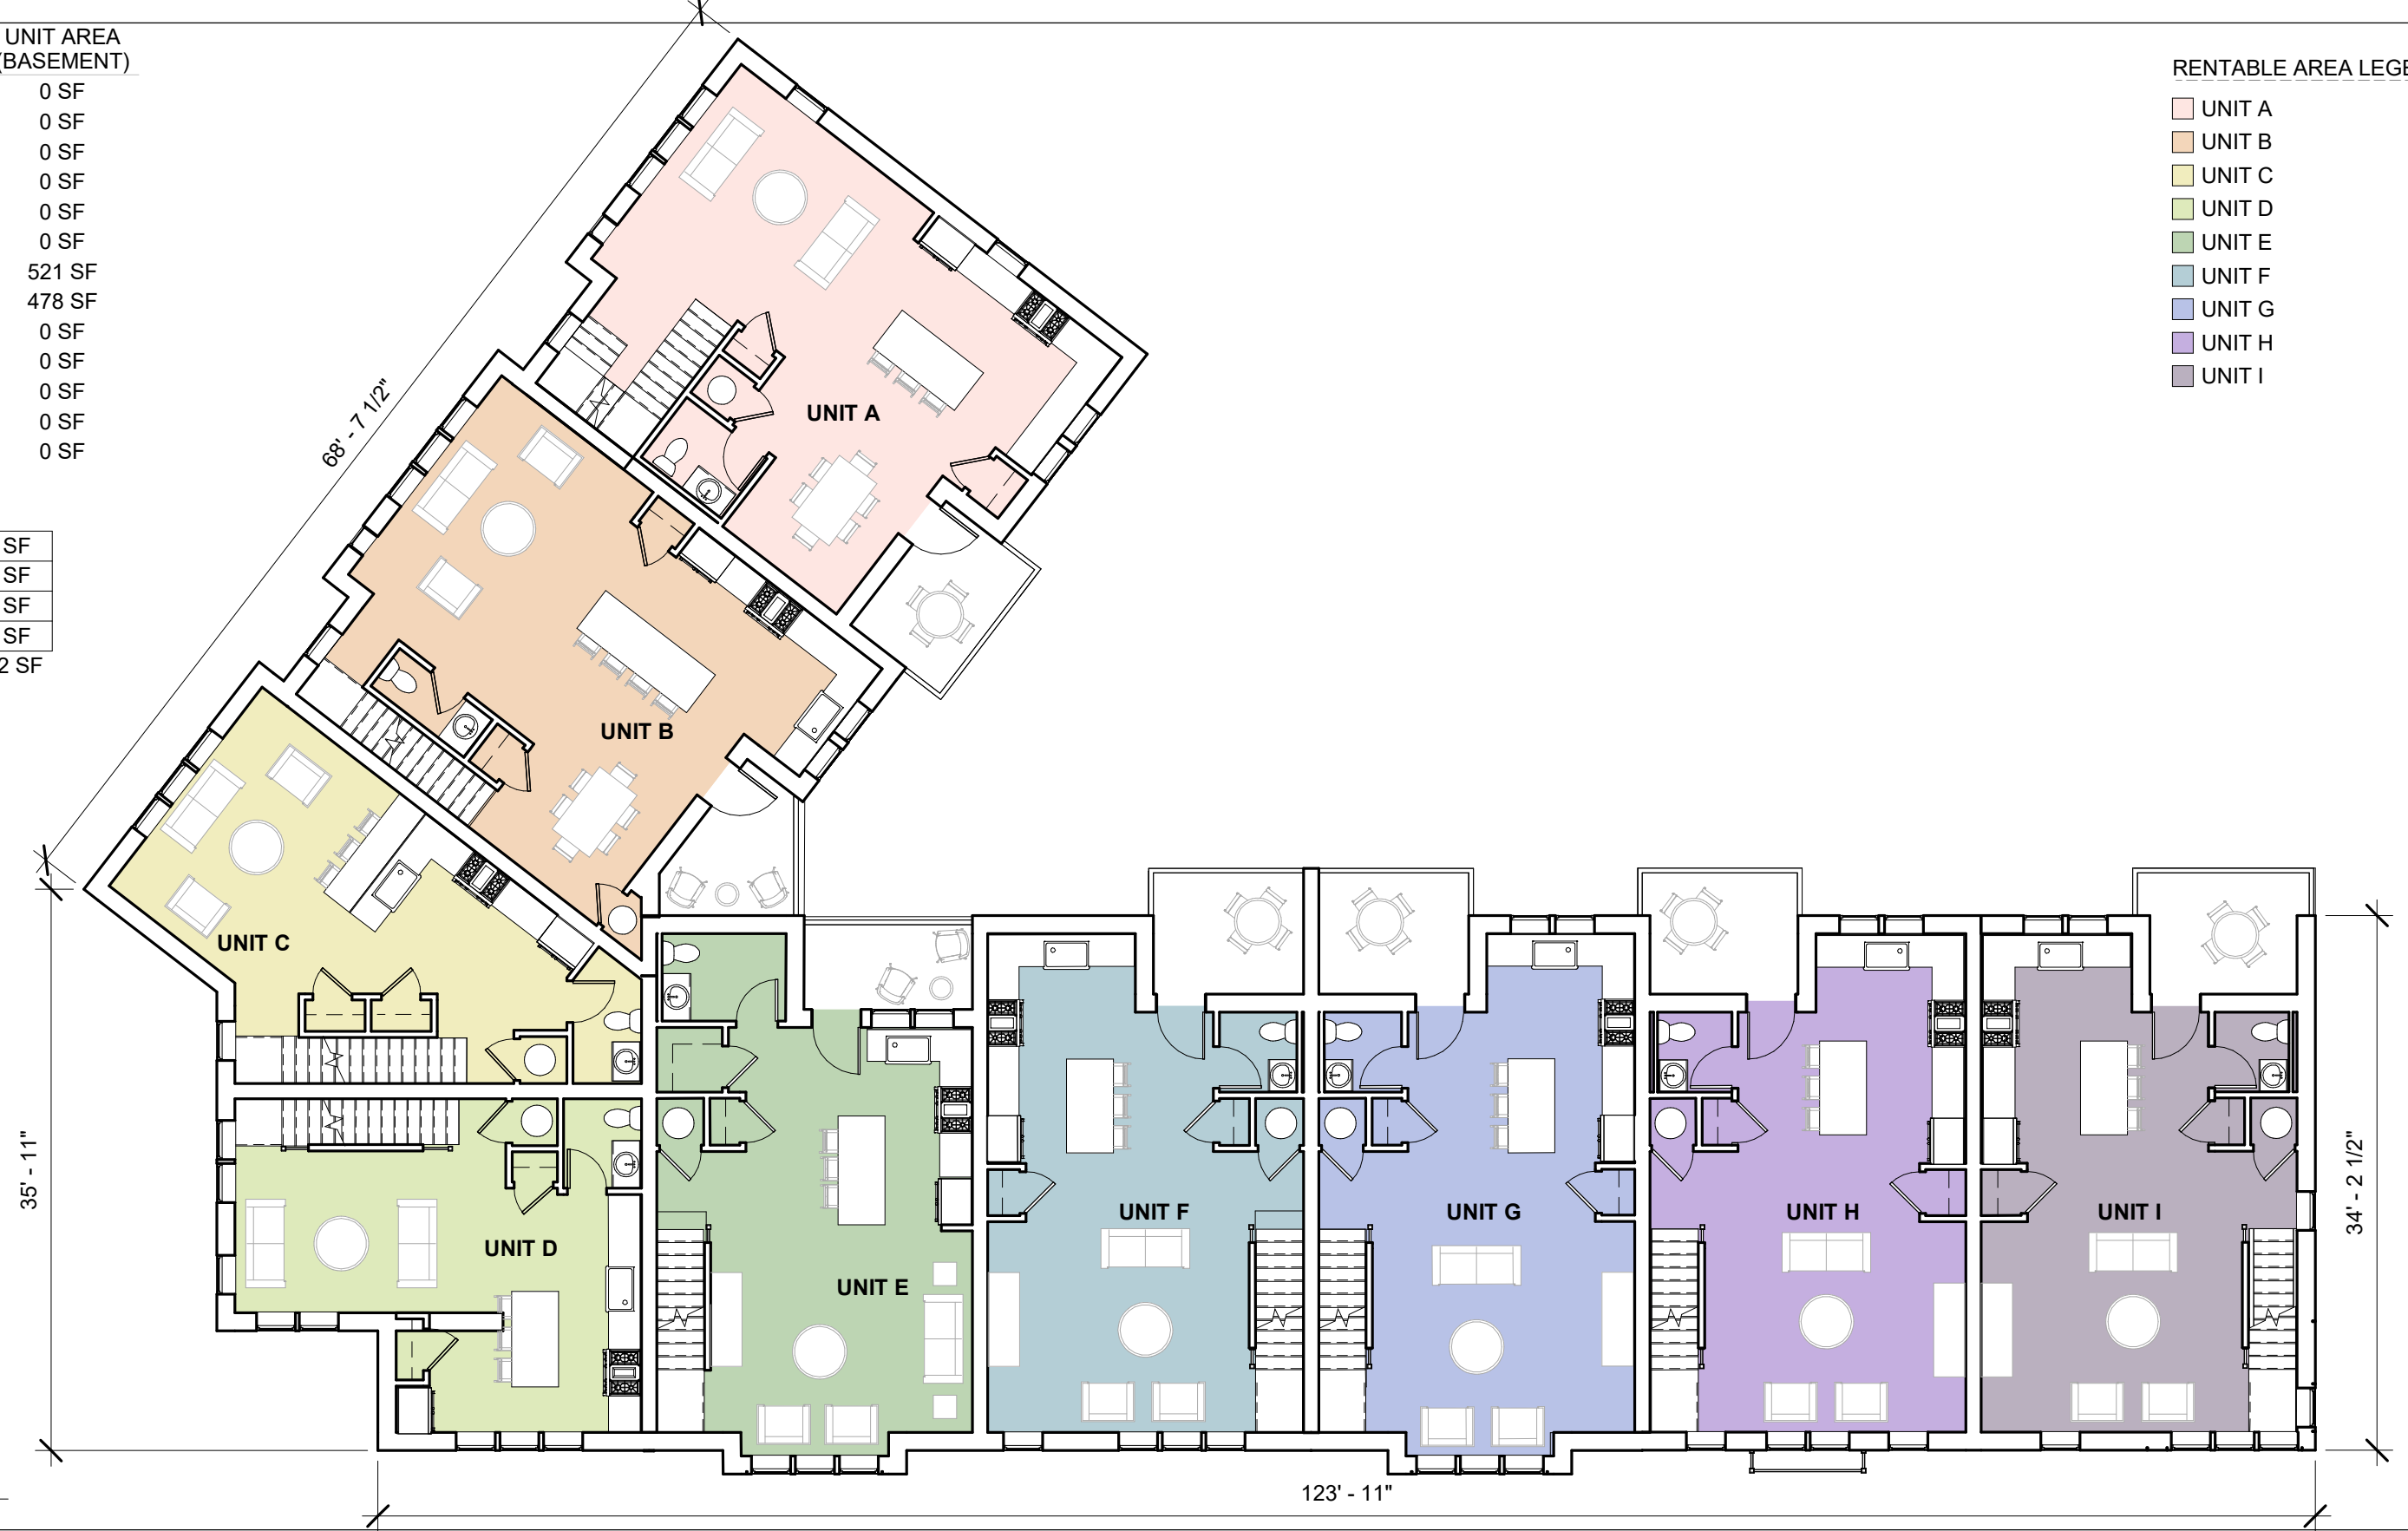 UNIT AREA
(BASEMENT)
0 SF
0 SF
0 SF
0 SF
0 SF
0 SF
521 SF
478 SF
0 SF
0 SF
0 SF
0 SF
0 SF
SF
SF
SF
SF
2 SF
RENTABLE AREA LEGE
UNIT A
UNIT B
UNIT C
UNIT D
UNIT E
UNIT F
UNIT G
UNIT H
UNIT I
68' - 7 1/2"
UNIT A
UNIT B
UNIT C
UNIT D
UNIT E
UNIT F
UNIT G
UNIT H
UNIT I
35' - 11"
34' - 2 1/2"
123' - 11"